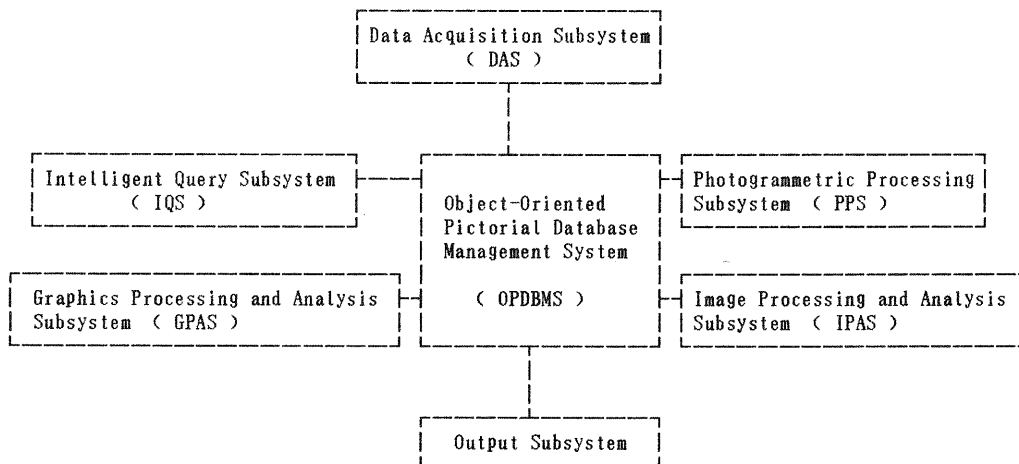 Data Acquisition Subsystem
( DAS )
Intelligent Query Subsystem
( IQS )
Object-Oriented
Pictorial Database
Management System
( OPDBMS )
Photogrammetric Processing
Subsystem ( PPS )
Graphics Processing and Analysis
Subsystem ( GPAS )
Image Processing and Analysis
Subsystem ( IPAS )
Output Subsystem